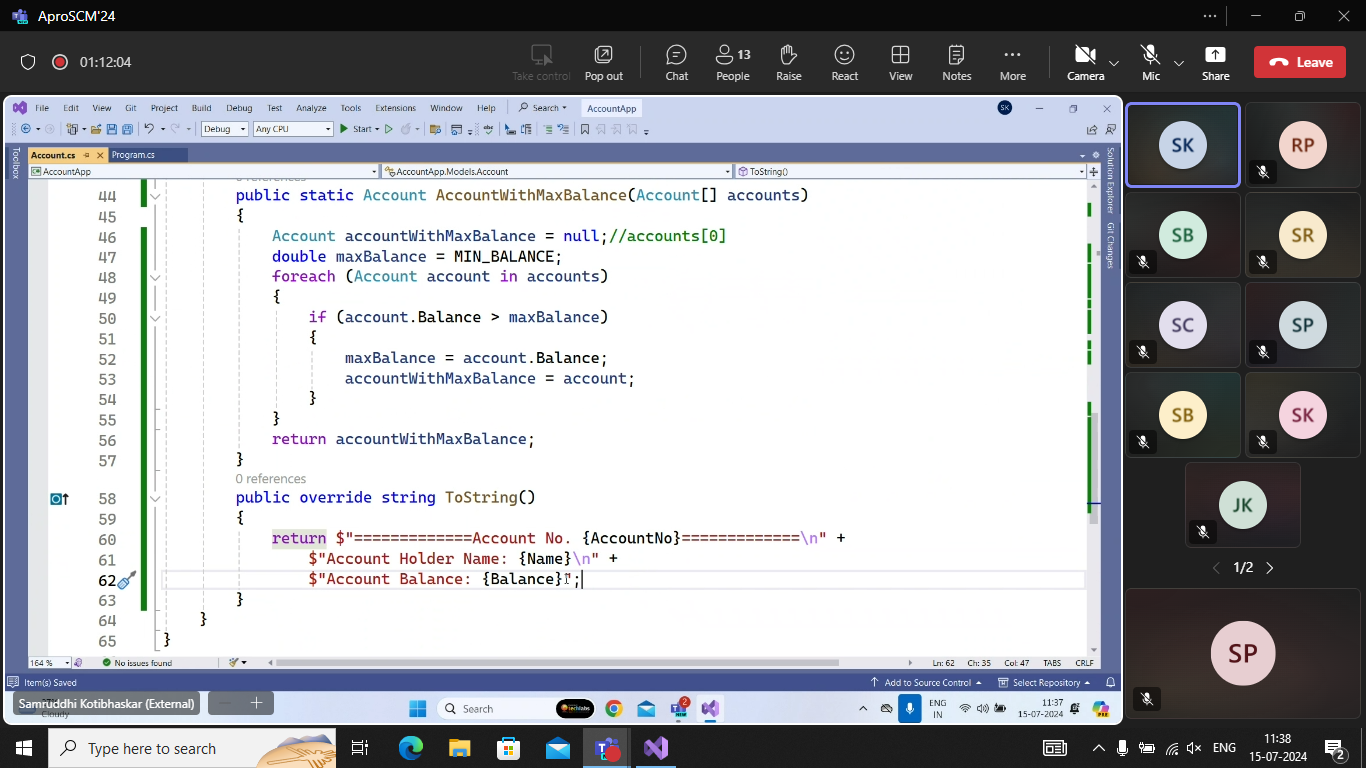 AproSCM'24
01:12:04
Take control
Pop out
Chat
13
People
Raise
React
View
Notes
More
Camera
Mic
Share
Leave
File Edit View Git Project Build Debug Test Analyze Tools Extensions Window Help Search AccountApp SK
Debug Any CPU Start
Toolbox
Account.cs Program.cs
AccountApp AccountApp.Models.Account ToString()
Solution Explorer
Git Changes
44 public static Account AccountWithMaxBalance(Account[] accounts)
45 {
46 Account accountWithMaxBalance = null;//accounts[0]
47 double maxBalance = MIN_BALANCE;
48 foreach (Account account in accounts)
49 {
50 if (account.Balance > maxBalance)
51 {
52 maxBalance = account.Balance;
53 accountWithMaxBalance = account;
54 }
55 }
56 return accountWithMaxBalance;
57 }
0 references
58 public override string ToString()
59 {
60 return $"=============Account No. {AccountNo}=============\n" +
61 $"Account Holder Name: {Name}\n" +
62 $"Account Balance: {Balance}";
63 }
64 }
65 }
164 % No issues found Ln: 62 Ch: 35 Col: 47 TABS CRLF
Item(s) Saved Add to Source Control Select Repository
Samruddhi Kotibhaskar (External)
Cloudy
Search
techlabs
2
ENG
IN
11:37
15-07-2024
SK
RP
SB
SR
SC
SP
SB
SK
JK
1/2
SP
Type here to search
ENG
11:38
15-07-2024
2